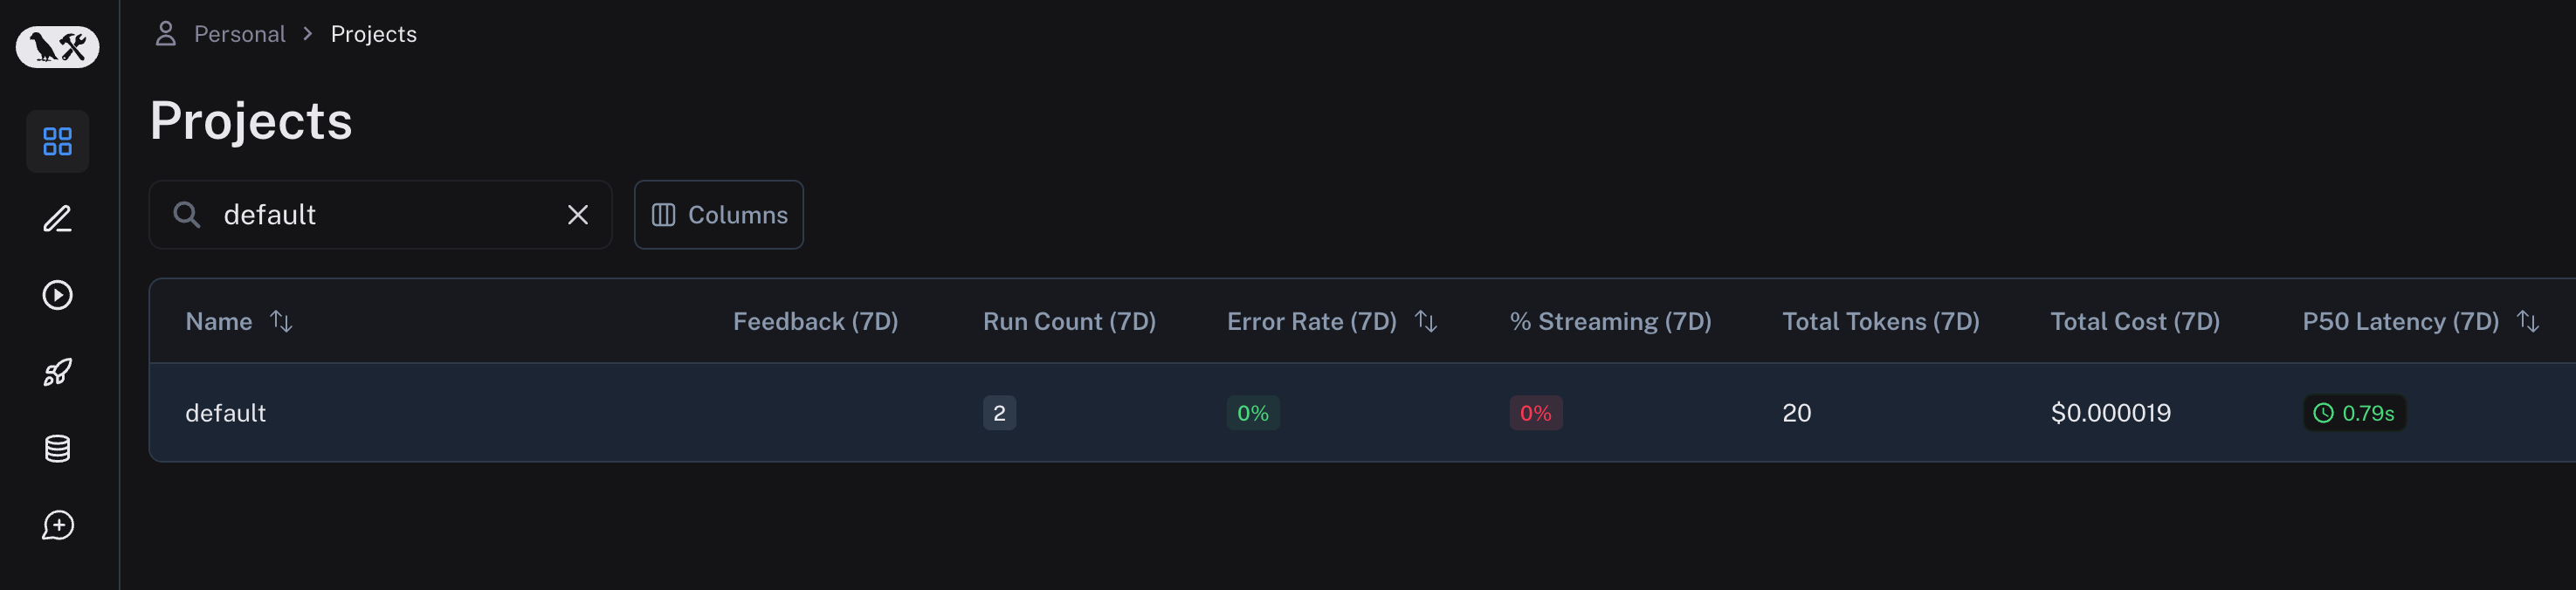 Personal > Projects
Projects
default
Columns
Name Feedback (7D) Run Count (7D) Error Rate (7D) % Streaming (7D) Total Tokens (7D) Total Cost (7D) P50 Latency (7D)
default 2 0% 0% 20 $0.000019 0.79s